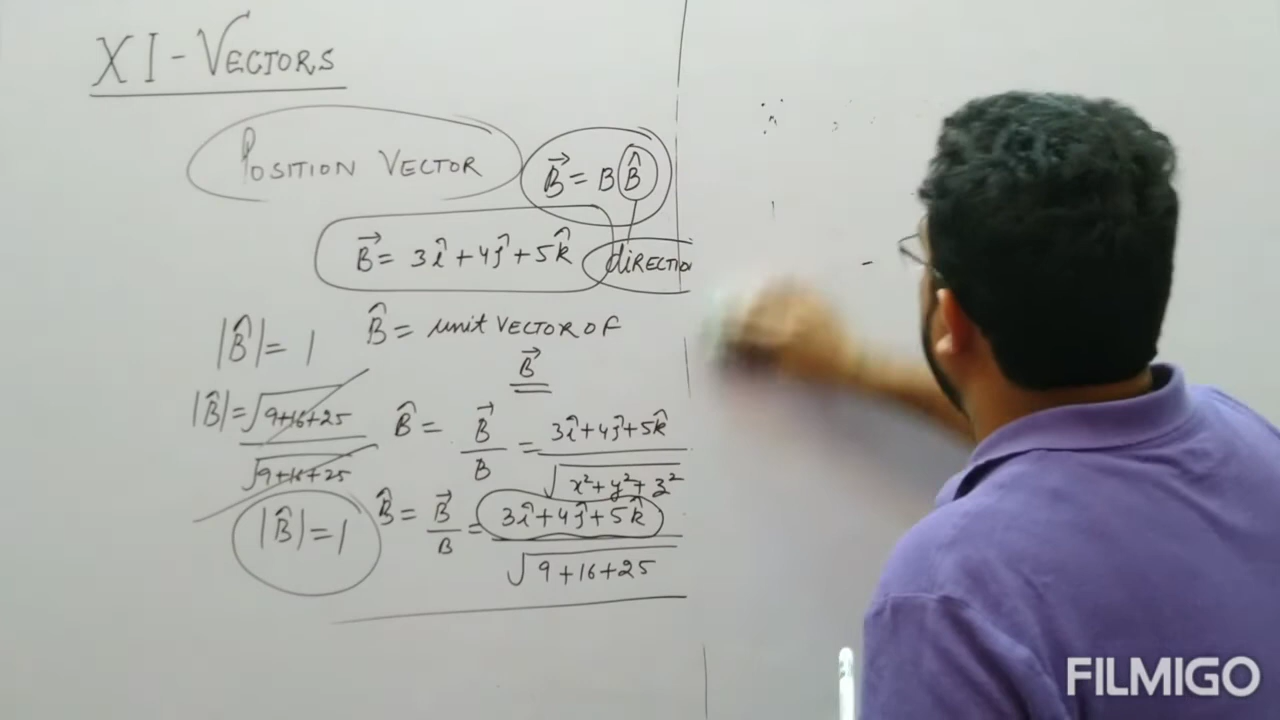 XI - VECTORS
POSITION VECTOR
B⃗ = B B̂
B⃗ = 3î + 4ĵ + 5k̂
diRECTIO
|B̂| = 1
B̂ = unit VECTOR OF
B⃗
|B̂| = √9+16+25 / √9+16+25
B̂ = B⃗/B = 3î+4ĵ+5k̂ / √x²+y²+z²
|B̂| = 1
B̂ = B⃗/B = 3î+4ĵ+5k̂ / √9+16+25
FILMIGO